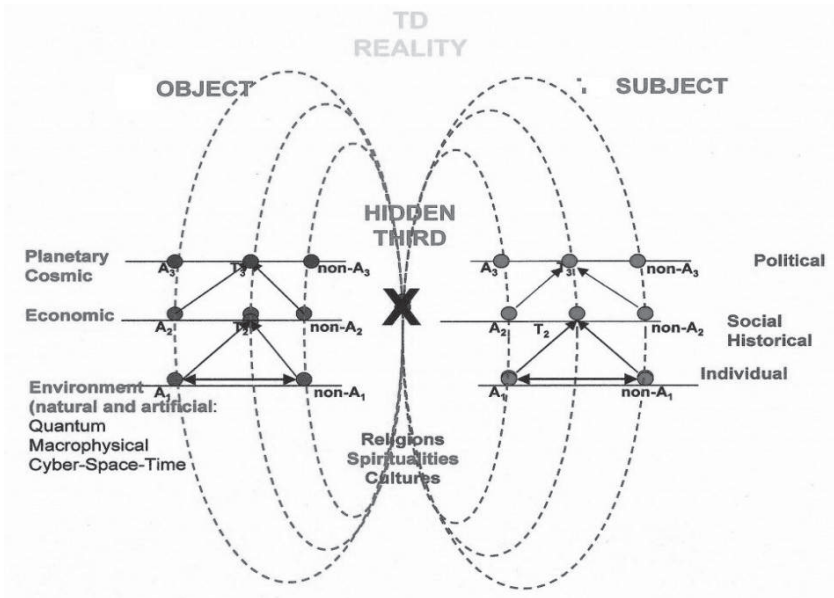 TD
REALITY
OBJECT
SUBJECT
HIDDEN
THIRD
Planetary
Cosmic
A₃
T₃
non-A₃
A₃
T₃
non-A₃
Political
Economic
A₂
T₂
non-A₂
A₂
T₂
non-A₂
Social
Historical
X
Individual
A₁
non-A₁
A₁
non-A₁
Environment
(natural and artificial:
Quantum
Macrophysical
Cyber-Space-Time
Religions
Spiritualities
Cultures